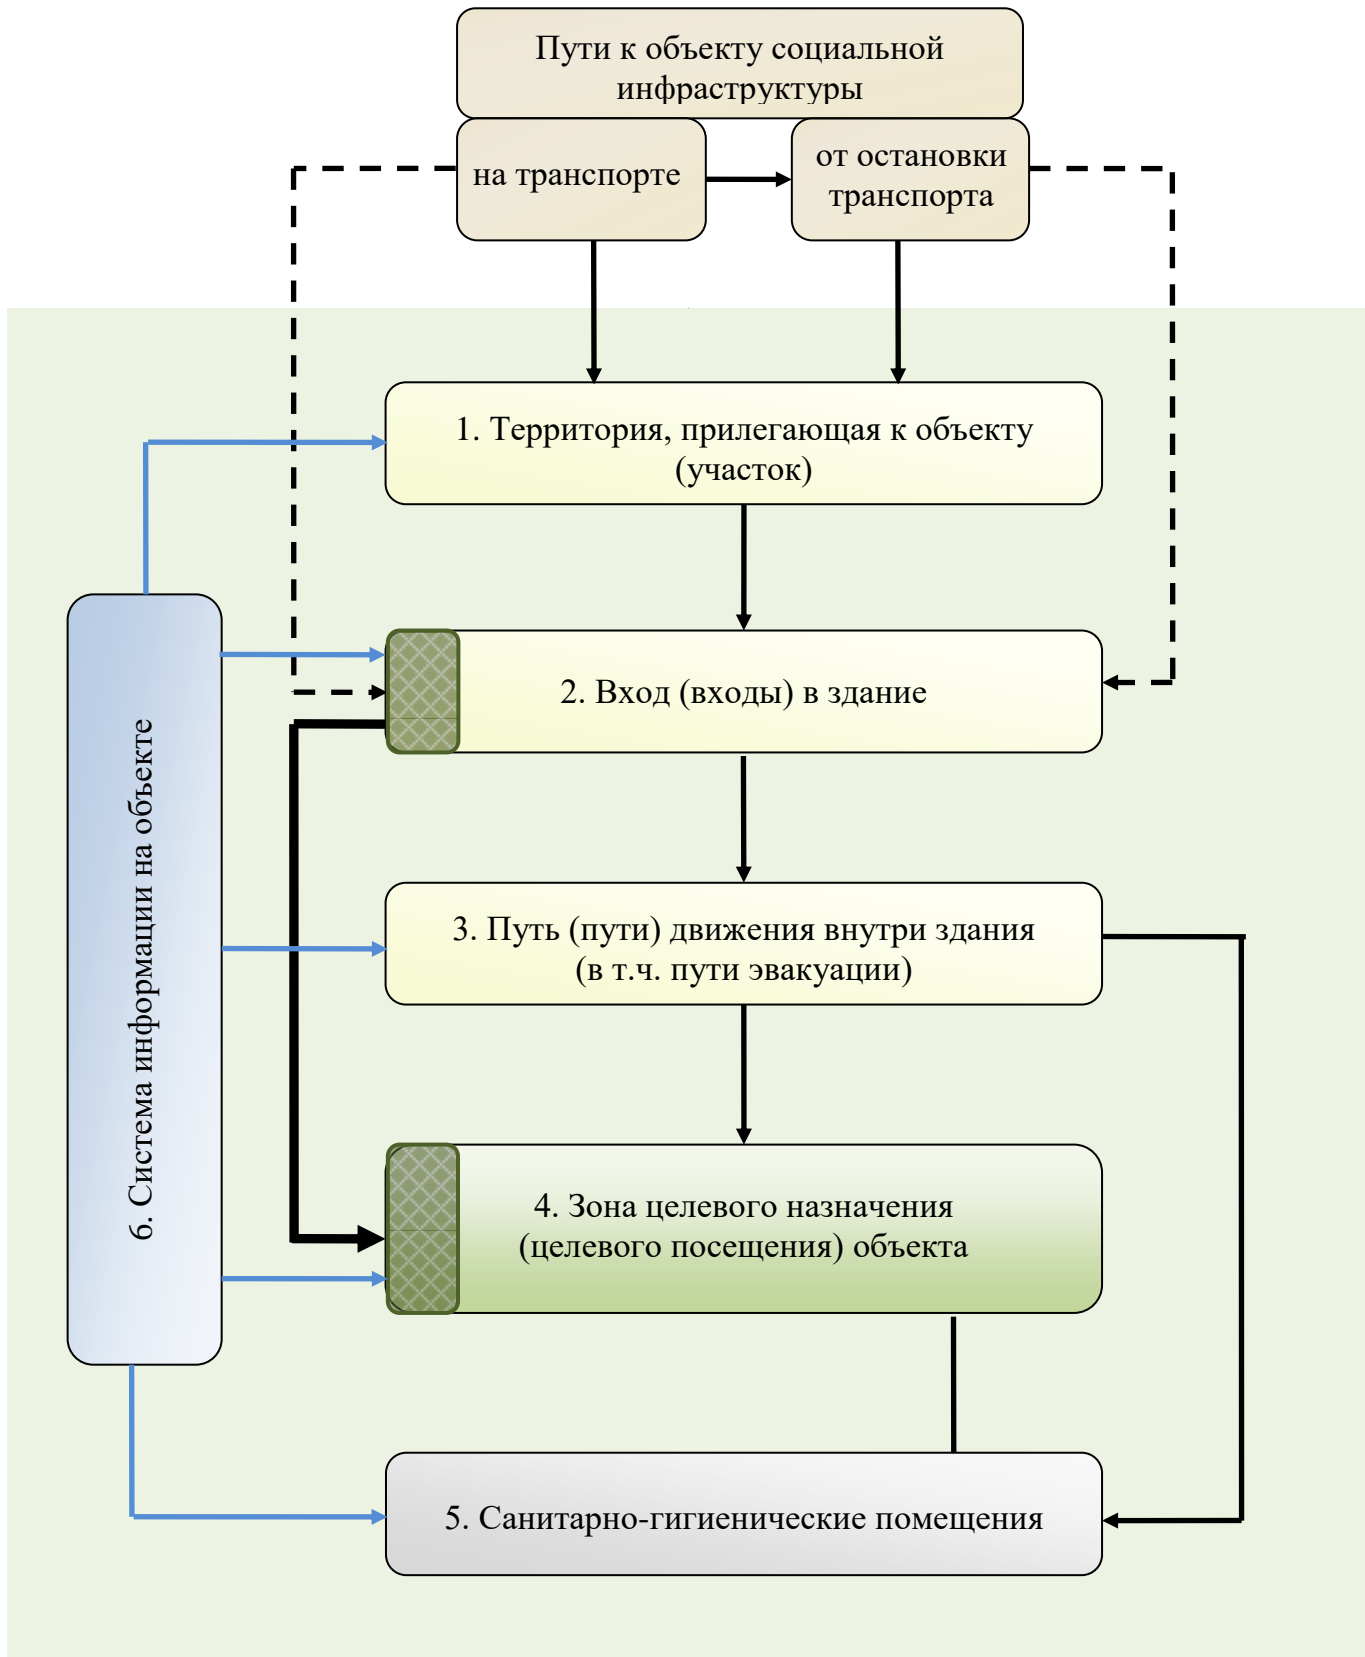 Пути к объекту социальной
инфраструктуры
на транспорте
от остановки
транспорта
1. Территория, прилегающая к объекту
(участок)
2. Вход (входы) в здание
3. Путь (пути) движения внутри здания
(в т.ч. пути эвакуации)
4. Зона целевого назначения
(целевого посещения) объекта
5. Санитарно-гигиенические помещения
6. Система информации на объекте